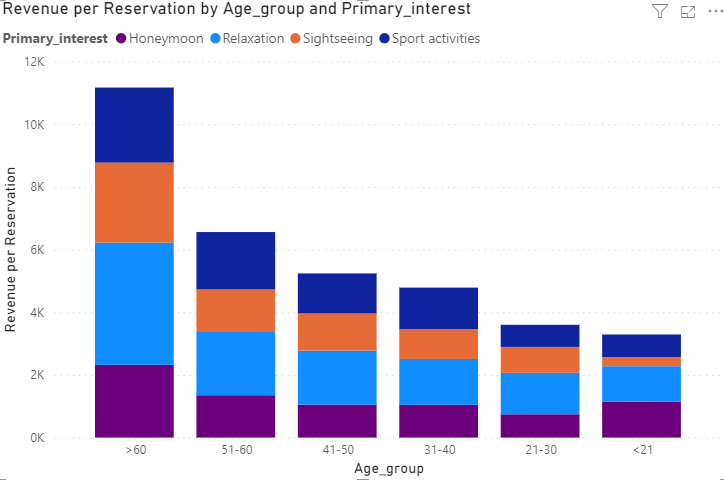 Revenue per Reservation by Age_group and Primary_interest
Primary_interest Honeymoon Relaxation Sightseeing Sport activities
12K
10K
8K
6K
4K
2K
0K
Revenue per Reservation
>60 51-60 41-50 31-40 21-30 <21
Age_group